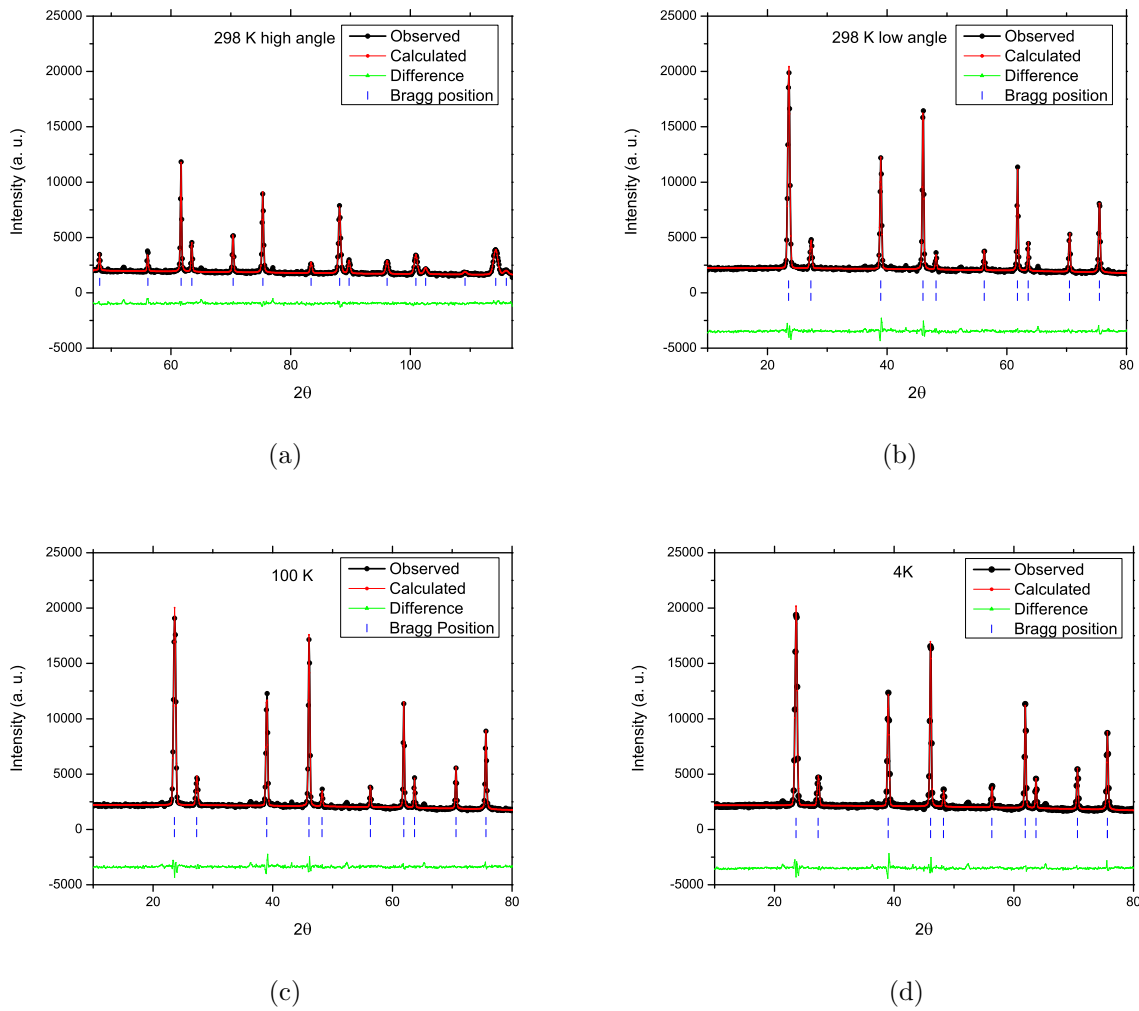 25000
20000
15000
10000
5000
0
-5000
Intensity (a. u.)
298 K high angle
Observed
Calculated
Difference
Bragg position
60 80 100
2θ
(a)
25000
20000
15000
10000
5000
0
-5000
Intensity (a. u.)
298 K low angle
Observed
Calculated
Difference
Bragg position
20 40 60 80
2θ
(b)
25000
20000
15000
10000
5000
0
-5000
Intensity (a. u.)
100 K
Observed
Calculated
Difference
Bragg Position
20 40 60 80
2θ
(c)
25000
20000
15000
10000
5000
0
-5000
Intensity (a. u.)
4K
Observed
Calculated
Difference
Bragg position
20 40 60 80
2θ
(d)